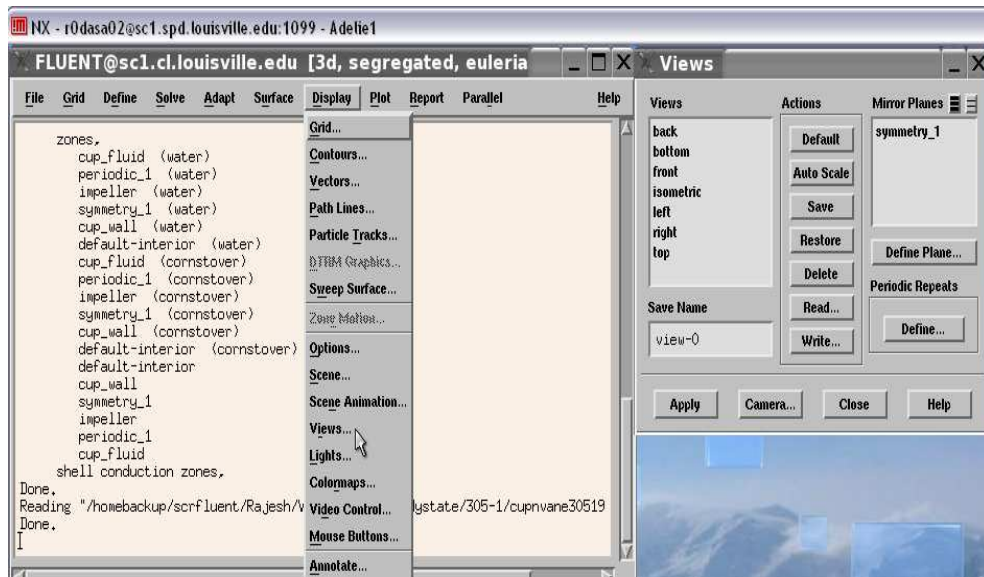 NX - r0dasa02@sc1.spd.louisville.edu:1099 - Adelie1
FLUENT@sc1.cl.louisville.edu [3d, segregated, euleria
File Grid Define Solve Adapt Surface Display Plot Report Parallel Help
zones,
cup_fluid (water)
periodic_1 (water)
impeller (water)
symmetry_1 (water)
cup_wall (water)
default-interior (water)
cup_fluid (cornstover)
periodic_1 (cornstover)
impeller (cornstover)
symmetry_1 (cornstover)
cup_wall (cornstover)
default-interior (cornstover)
default-interior
cup_wall
symmetry_1
impeller
periodic_1
cup_fluid
shell conduction zones,
Done.
Reading "/homebackup/scrfluent/Rajesh/V ystate/305-1/cupnvane30519
Done.
Grid...
Contours...
Vectors...
Path Lines...
Particle Tracks...
DTRM Graphics...
Sweep Surface...
Zone Motion...
Options...
Scene...
Scene Animation...
Views...
Lights...
Colormaps...
Video Control...
Mouse Buttons...
Annotate...
Views
Views
back
bottom
front
isometric
left
right
top
Save Name
view-0
Actions
Default
Auto Scale
Save
Restore
Delete
Read...
Write...
Mirror Planes
symmetry_1
Define Plane...
Periodic Repeats
Define...
Apply Camera... Close Help